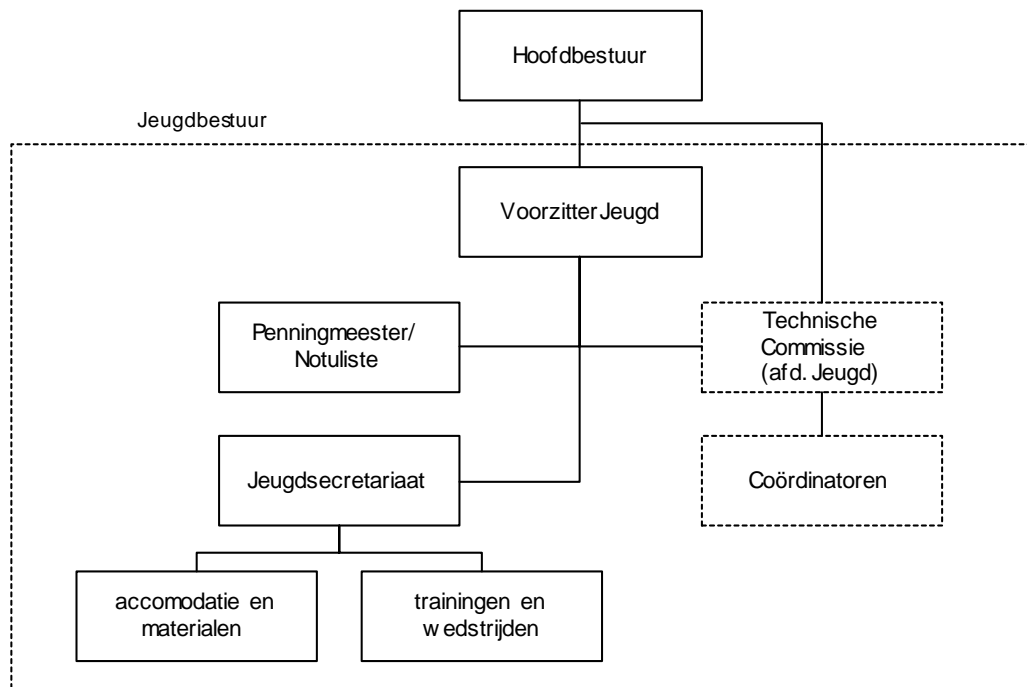 Hoofdbestuur
Jeugdbestuur
Voorzitter Jeugd
Penningmeester/
Notuliste
Technische
Commissie
(afd. Jeugd)
Jeugdsecretariaat
Coördinatoren
accomodatie en
materialen
trainingen en
wedstrijden